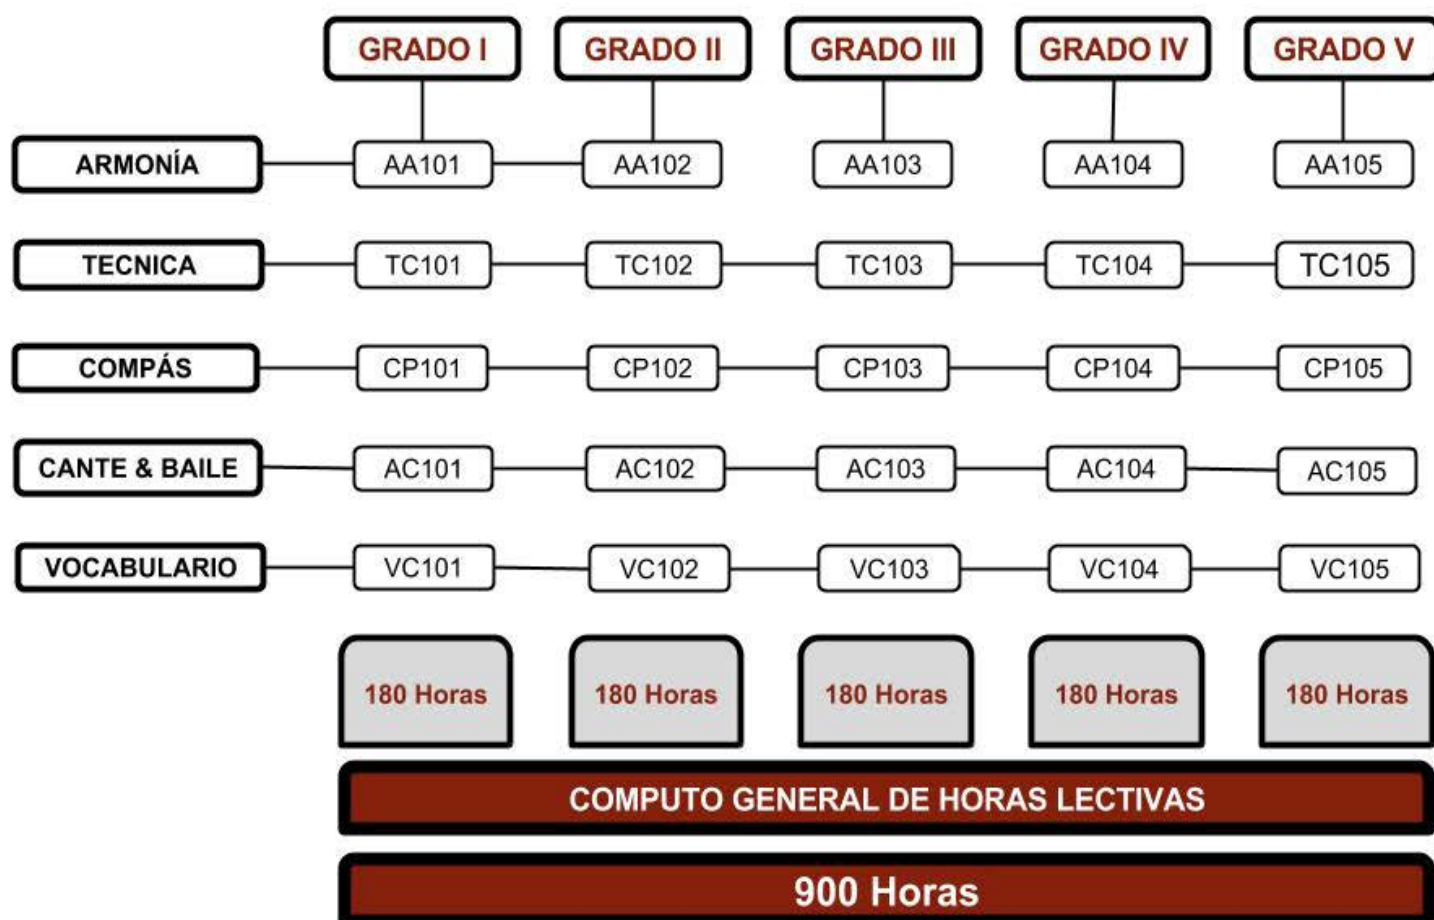 GRADO I GRADO II GRADO III GRADO IV GRADO V
ARMONÍA AA101 AA102 AA103 AA104 AA105
TECNICA TC101 TC102 TC103 TC104 TC105
COMPÁS CP101 CP102 CP103 CP104 CP105
CANTE & BAILE AC101 AC102 AC103 AC104 AC105
VOCABULARIO VC101 VC102 VC103 VC104 VC105
180 Horas 180 Horas 180 Horas 180 Horas 180 Horas
COMPUTO GENERAL DE HORAS LECTIVAS
900 Horas